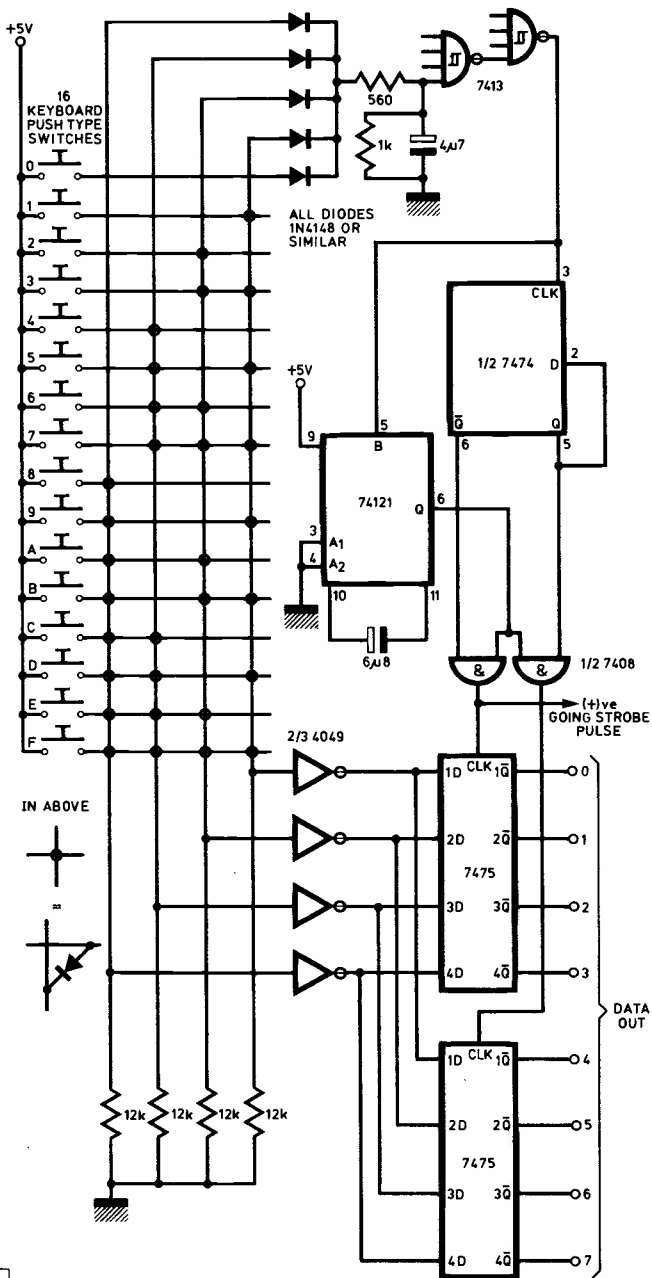 +5V
16
KEYBOARD
PUSH TYPE
SWITCHES
0
1
2
3
4
5
6
7
8
9
A
B
C
D
E
F
560
1k
4µ7
7413
ALL DIODES
1N4148 OR
SIMILAR
3
CLK
1/2 7474
D
2
Q̅
Q
6
5
+5V
9
5
B
74121
Q
6
3
A1
4
A2
10
11
6µ8
&
&
1/2 7408
(+)ve
GOING STROBE
PULSE
2/3 4049
IN ABOVE
=
1D
CLK
1Q̅
0
2D
2Q̅
1
7475
3D
3Q̅
2
4D
4Q̅
3
DATA
OUT
1D
CLK
1Q̅
4
2D
2Q̅
5
7475
3D
3Q̅
6
4D
4Q̅
7
12k
12k
12k
12k